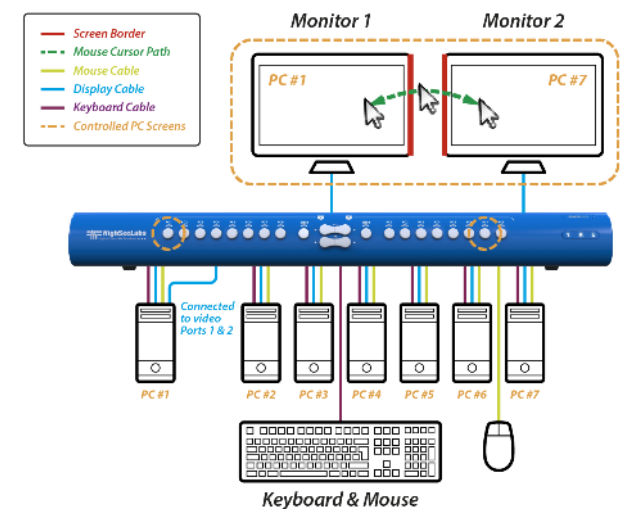 Monitor 1
Monitor 2
Screen Border
Mouse Cursor Path
Mouse Cable
Display Cable
Keyboard Cable
Controlled PC Screens
PC #1
PC #7
HighSecLabs
Connected
to video
Ports 1 & 2
PC #1
PC #2
PC #3
PC #4
PC #5
PC #6
PC #7
Keyboard & Mouse